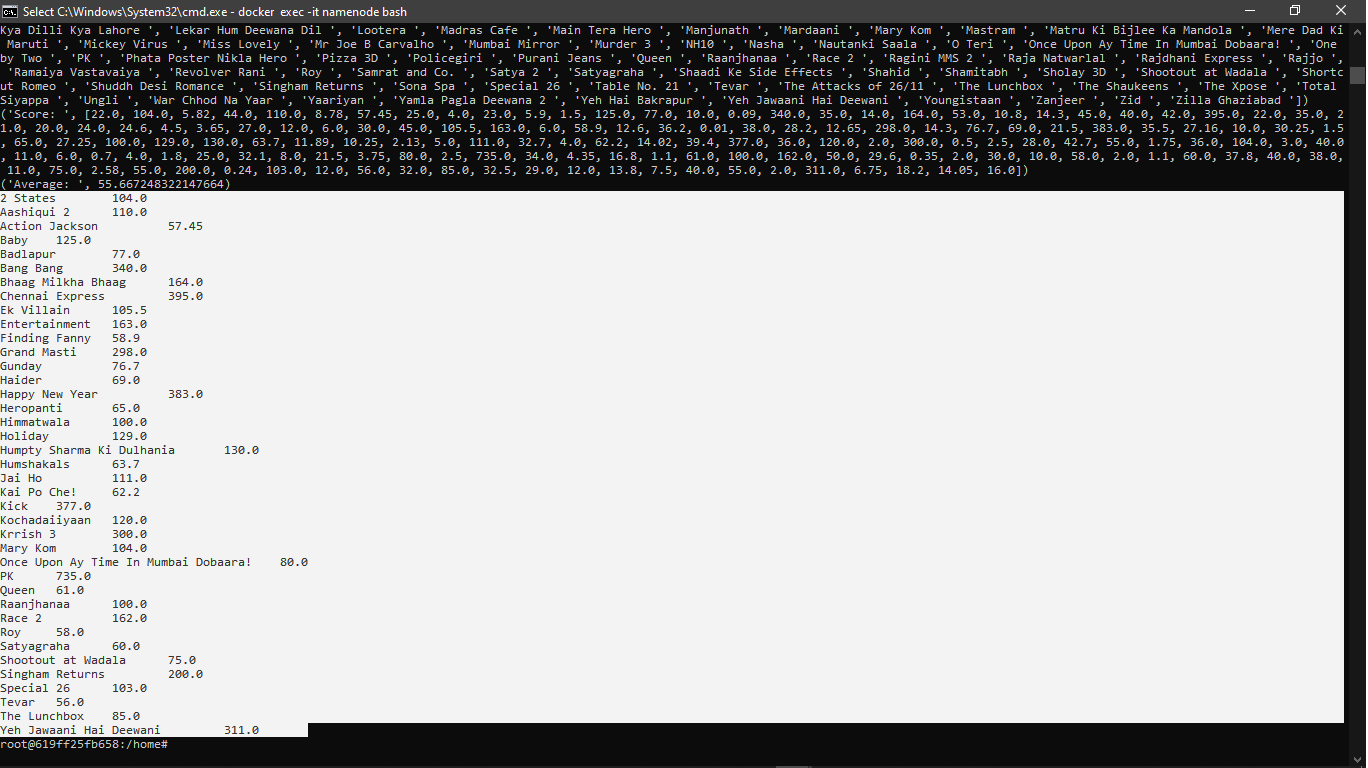 Select C:\Windows\System32\cmd.exe - docker exec -it namenode bash
Kya Dilli Kya Lahore ', 'Lekar Hum Deewana Dil ', 'Lootera ', 'Madras Cafe ', 'Main Tera Hero ', 'Manjunath ', 'Mardaani ', 'Mary Kom ', 'Mastram ', 'Matru Ki Bijlee Ka Mandola ', 'Mere Dad Ki
 Maruti ', 'Mickey Virus ', 'Miss Lovely ', 'Mr Joe B Carvalho ', 'Mumbai Mirror ', 'Murder 3 ', 'NH10 ', 'Nasha ', 'Nautanki Saala ', 'O Teri ', 'Once Upon Ay Time In Mumbai Dobaara! ', 'One
by Two ', 'PK ', 'Phata Poster Nikla Hero ', 'Pizza 3D ', 'Policegiri ', 'Purani Jeans ', 'Queen ', 'Raanjhanaa ', 'Race 2 ', 'Ragini MMS 2 ', 'Raja Natwarlal ', 'Rajdhani Express ', 'Rajjo ',
 'Ramaiya Vastavaiya ', 'Revolver Rani ', 'Roy ', 'Samrat and Co. ', 'Satya 2 ', 'Satyagraha ', 'Shaadi Ke Side Effects ', 'Shahid ', 'Shamitabh ', 'Sholay 3D ', 'Shootout at Wadala ', 'Shortc
ut Romeo ', 'Shuddh Desi Romance ', 'Singham Returns ', 'Sona Spa ', 'Special 26 ', 'Table No. 21 ', 'Tevar ', 'The Attacks of 26/11 ', 'The Lunchbox ', 'The Shaukeens ', 'The Xpose ', 'Total
Siyappa ', 'Ungli ', 'War Chhod Na Yaar ', 'Yaariyan ', 'Yamla Pagla Deewana 2 ', 'Yeh Hai Bakrapur ', 'Yeh Jawaani Hai Deewani ', 'Youngistaan ', 'Zanjeer ', 'Zid ', 'Zilla Ghaziabad '])
('Score: ', [22.0, 104.0, 5.82, 44.0, 110.0, 8.78, 57.45, 25.0, 4.0, 23.0, 5.9, 1.5, 125.0, 77.0, 10.0, 0.09, 340.0, 35.0, 14.0, 164.0, 53.0, 10.8, 14.3, 45.0, 40.0, 42.0, 395.0, 22.0, 35.0, 2
1.0, 20.0, 24.0, 24.6, 4.5, 3.65, 27.0, 12.0, 6.0, 30.0, 45.0, 105.5, 163.0, 6.0, 58.9, 12.6, 36.2, 0.01, 38.0, 28.2, 12.65, 298.0, 14.3, 76.7, 69.0, 21.5, 383.0, 35.5, 27.16, 10.0, 30.25, 1.5
, 65.0, 27.25, 100.0, 129.0, 130.0, 63.7, 11.89, 10.25, 2.13, 5.0, 111.0, 32.7, 4.0, 62.2, 14.02, 39.4, 377.0, 36.0, 120.0, 2.0, 300.0, 0.5, 2.5, 28.0, 42.7, 55.0, 1.75, 36.0, 104.0, 3.0, 40.0
, 11.0, 6.0, 0.7, 4.0, 1.8, 25.0, 32.1, 8.0, 21.5, 3.75, 80.0, 2.5, 735.0, 34.0, 4.35, 16.8, 1.1, 61.0, 100.0, 162.0, 50.0, 29.6, 0.35, 2.0, 30.0, 10.0, 58.0, 2.0, 1.1, 60.0, 37.8, 40.0, 38.0,
 11.0, 75.0, 2.58, 55.0, 200.0, 0.24, 103.0, 12.0, 56.0, 32.0, 85.0, 32.5, 29.0, 12.0, 13.8, 7.5, 40.0, 55.0, 2.0, 311.0, 6.75, 18.2, 14.05, 16.0])
('Average: ', 55.667248322147664)
2 States 104.0
Aashiqui 2 110.0
Action Jackson 57.45
Baby 125.0
Badlapur 77.0
Bang Bang 340.0
Bhaag Milkha Bhaag 164.0
Chennai Express 395.0
Ek Villain 105.5
Entertainment 163.0
Finding Fanny 58.9
Grand Masti 298.0
Gunday 76.7
Haider 69.0
Happy New Year 383.0
Heropanti 65.0
Himmatwala 100.0
Holiday 129.0
Humpty Sharma Ki Dulhania 130.0
Humshakals 63.7
Jai Ho 111.0
Kai Po Che! 62.2
Kick 377.0
Kochadaiiyaan 120.0
Krrish 3 300.0
Mary Kom 104.0
Once Upon Ay Time In Mumbai Dobaara! 80.0
PK 735.0
Queen 61.0
Raanjhanaa 100.0
Race 2 162.0
Roy 58.0
Satyagraha 60.0
Shootout at Wadala 75.0
Singham Returns 200.0
Special 26 103.0
Tevar 56.0
The Lunchbox 85.0
Yeh Jawaani Hai Deewani 311.0
root@619ff25fb658:/home#